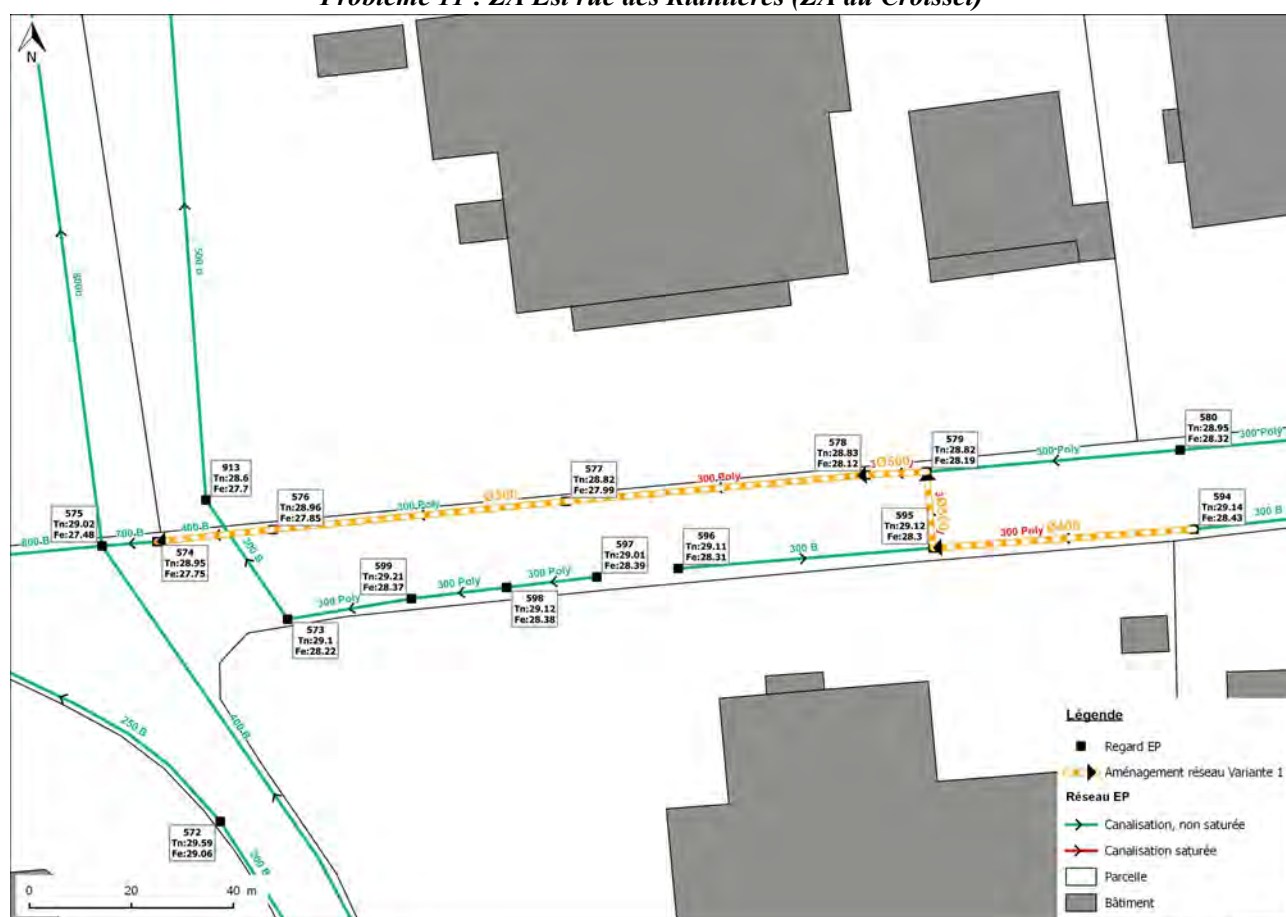 Problème 11 : ZA Est rue des Riantières (ZA du Croisset)
N
800B
500 B
913
Tn:28.6
Fe:27.7
576
Tn:28.96
Fe:27.85
577
Tn:28.82
Fe:27.99
578
Tn:28.83
Fe:28.12
579
Tn:28.82
Fe:28.19
580
Tn:28.95
Fe:28.32
300 Poly
300 Poly
300 Poly
300 Poly
Ø500
Ø500
Ø500
575
Tn:29.02
Fe:27.48
800 B
700 B
400 B
574
Tn:28.95
Fe:27.75
300 B
595
Tn:29.12
Fe:28.3
300 Poly
Ø400
594
Tn:29.14
Fe:28.43
300 B
596
Tn:29.11
Fe:28.31
300 B
597
Tn:29.01
Fe:28.39
300 Poly
598
Tn:29.12
Fe:28.38
300 Poly
599
Tn:29.21
Fe:28.37
300 Poly
573
Tn:29.1
Fe:28.22
250 B
400 B
572
Tn:29.59
Fe:29.06
200 B
0 20 40 m
Légende
Regard EP
Aménagement réseau Variante 1
Réseau EP
Canalisation, non saturée
Canalisation saturée
Parcelle
Bâtiment